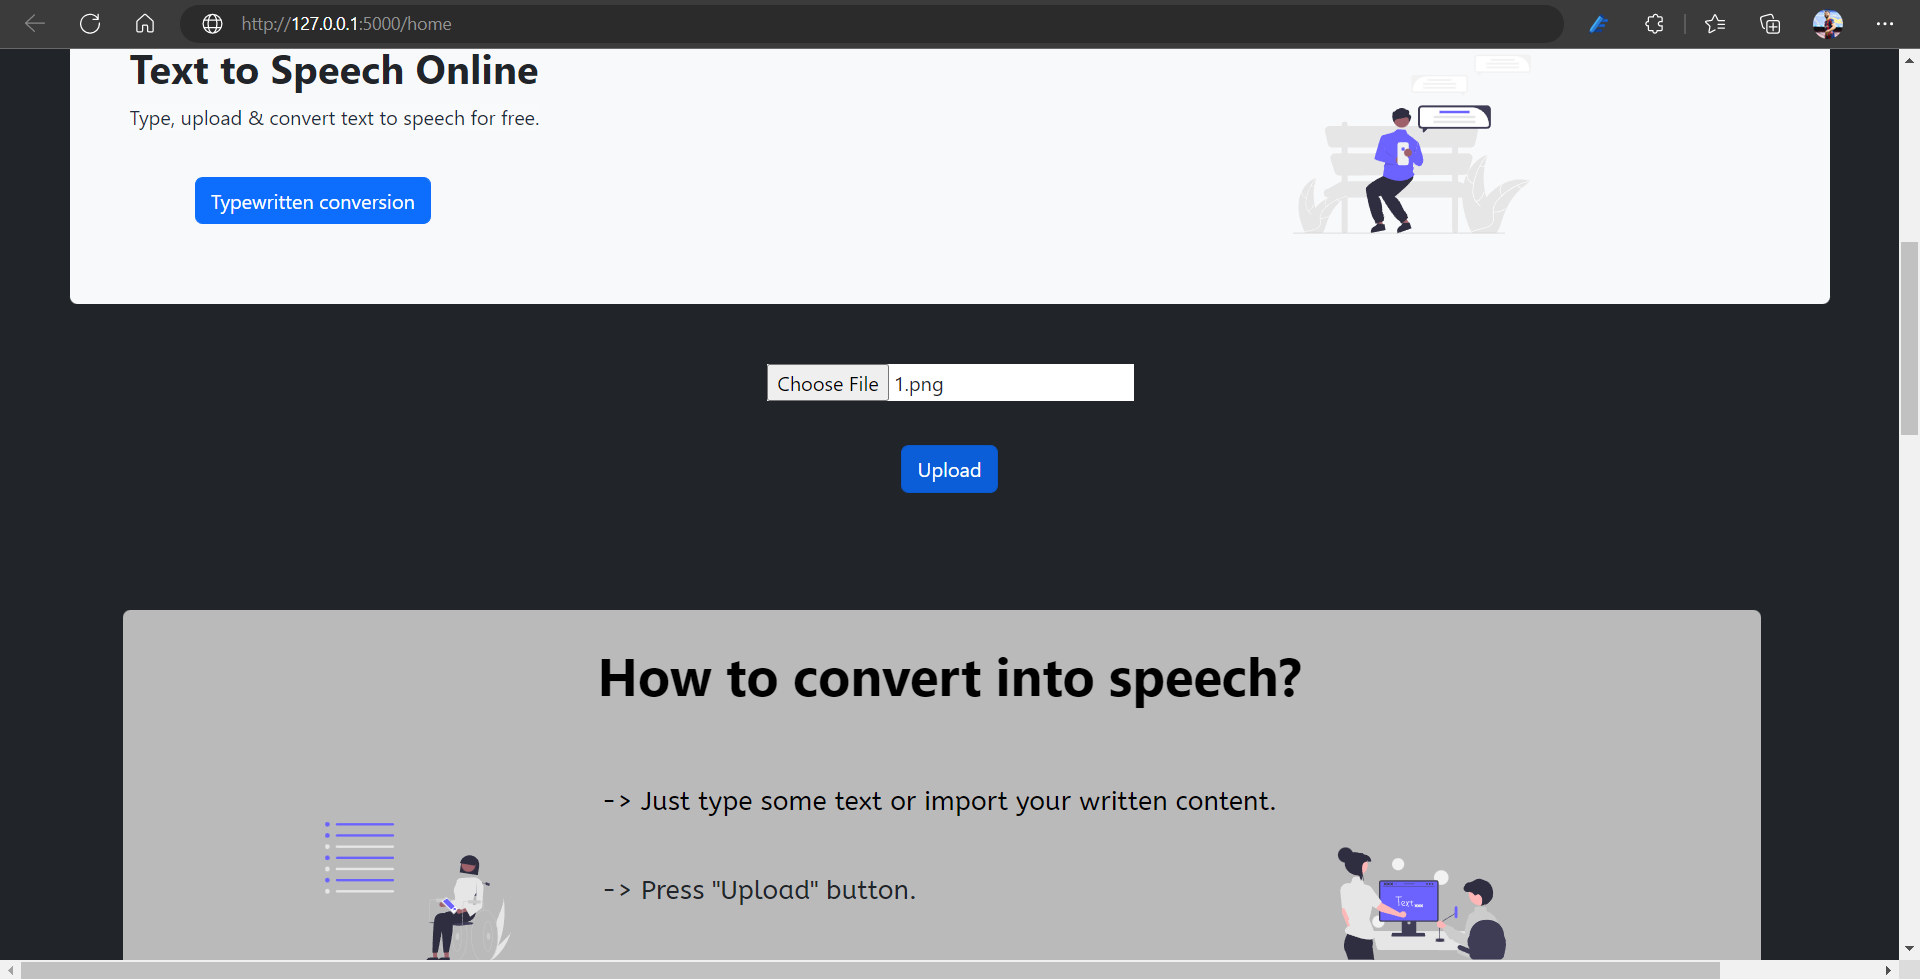 http://127.0.0.1:5000/home
Text to Speech Online
Type, upload & convert text to speech for free.
Typewritten conversion
Choose File 1.png
Upload
How to convert into speech?
-> Just type some text or import your written content.
-> Press "Upload" button.
Text